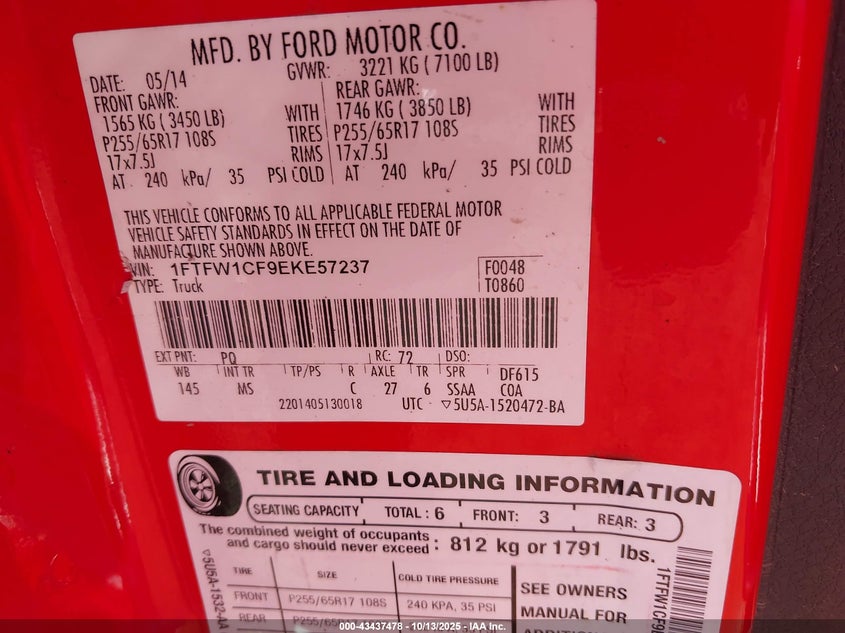 MFD. BY FORD MOTOR CO.
DATE: 05/14 GVWR: 3221 KG ( 7100 LB)
FRONT GAWR: REAR GAWR:
1565 KG ( 3450 LB) WITH 1746 KG ( 3850 LB) WITH
P255/65R17 108S TIRES P255/65R17 108S TIRES
17x7.5J RIMS 17x7.5J RIMS
AT 240 kPa/ 35 PSI COLD AT 240 kPa/ 35 PSI COLD
THIS VEHICLE CONFORMS TO ALL APPLICABLE FEDERAL MOTOR
VEHICLE SAFETY STANDARDS IN EFFECT ON THE DATE OF
MANUFACTURE SHOWN ABOVE.
VIN: 1FTFW1CF9EKE57237 F0048
TYPE: Truck T0860
EXT PNT: PQ RC: 72 DSO:
WB INT TR TP/PS R AXLE TR SPR DF615
145 MS C 27 6 SSAA COA
2201405130018 UTC ▽5U5A-1520472-BA
TIRE AND LOADING INFORMATION
SEATING CAPACITY TOTAL : 6 FRONT: 3 REAR: 3
The combined weight of occupants
and cargo should never exceed : 812 kg or 1791 lbs.
TIRE SIZE COLD TIRE PRESSURE
FRONT P255/65R17 108S 240 KPA, 35 PSI
REAR
SEE OWNERS
MANUAL FOR
▽5U5A-1532-AA
000-43437478 - 10/13/2025 - IAA Inc.